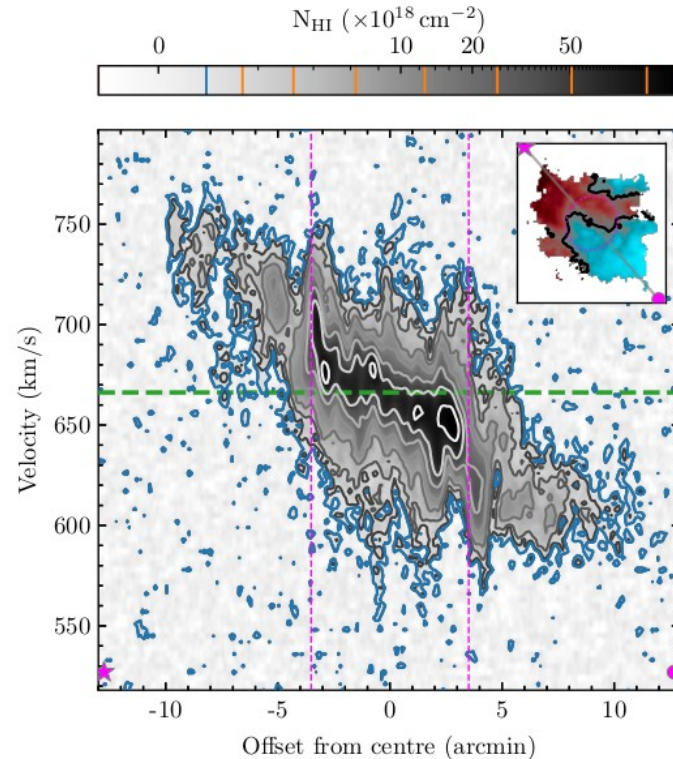 N_HI (×10^18 cm^−2)
0 10 20 50
Velocity (km/s)
750
700
650
600
550
-10 -5 0 5 10
Offset from centre (arcmin)